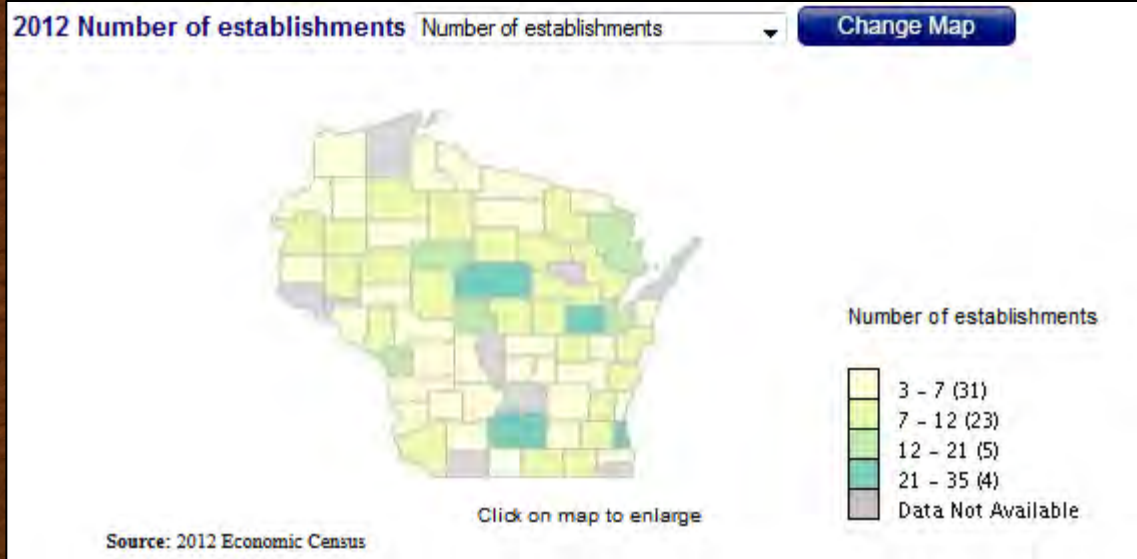 2012 Number of establishments Number of establishments Change Map
Number of establishments
3 - 7 (31)
7 - 12 (23)
12 - 21 (5)
21 - 35 (4)
Data Not Available
Click on map to enlarge
Source: 2012 Economic Census